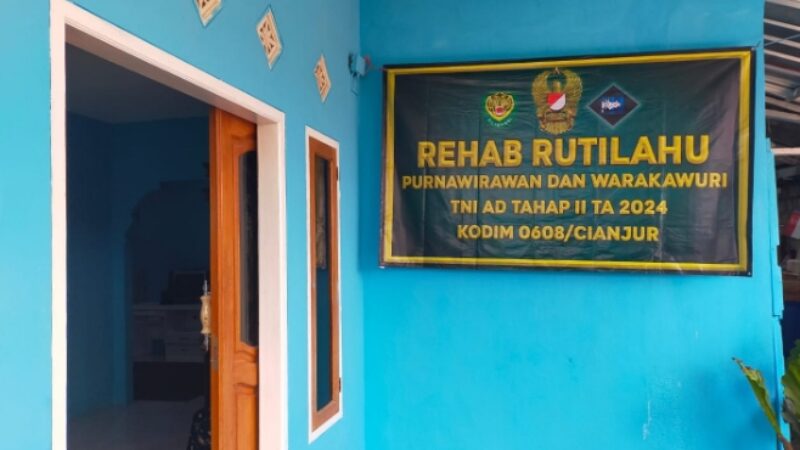 REHAB RUTILAHU
PURNAWIRAWAN DAN WARAKAWURI
TNI AD TAHAP II TA 2024
KODIM 0608/CIANJUR